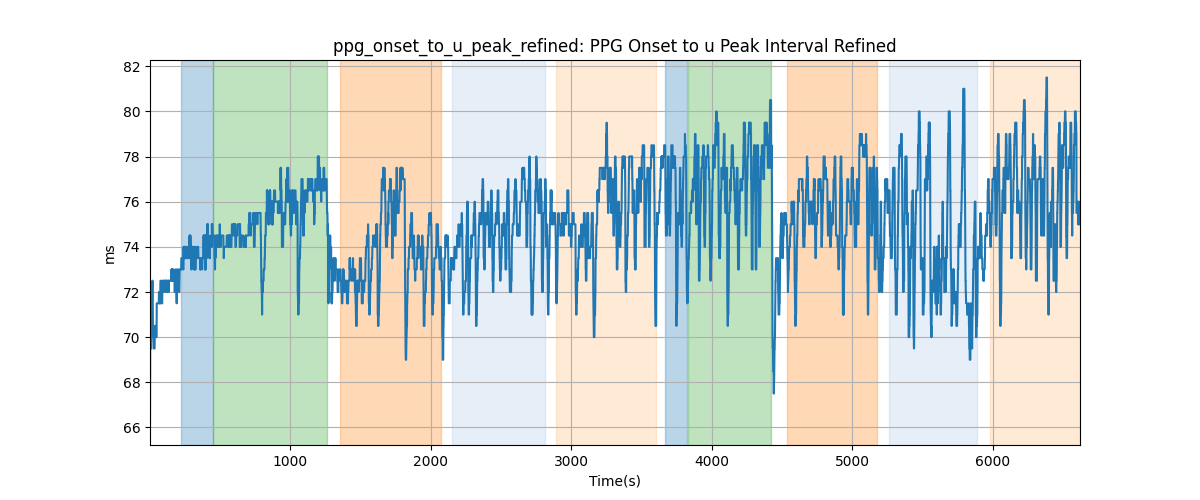 ppg_onset_to_u_peak_refined: PPG Onset to u Peak Interval Refined
82
80
78
76
74
72
70
68
66
ms
1000 2000 3000 4000 5000 6000
Time(s)